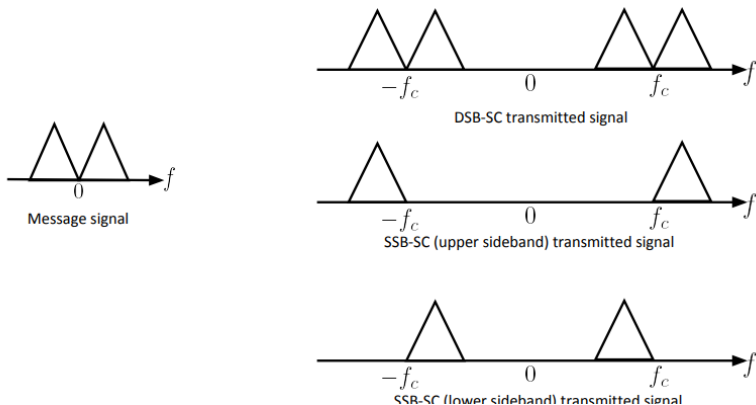 -f_c 0 f_c f
DSB-SC transmitted signal
0 f
Message signal
-f_c 0 f_c f
SSB-SC (upper sideband) transmitted signal
-f_c 0 f_c f
SSB-SC (lower sideband) transmitted signal